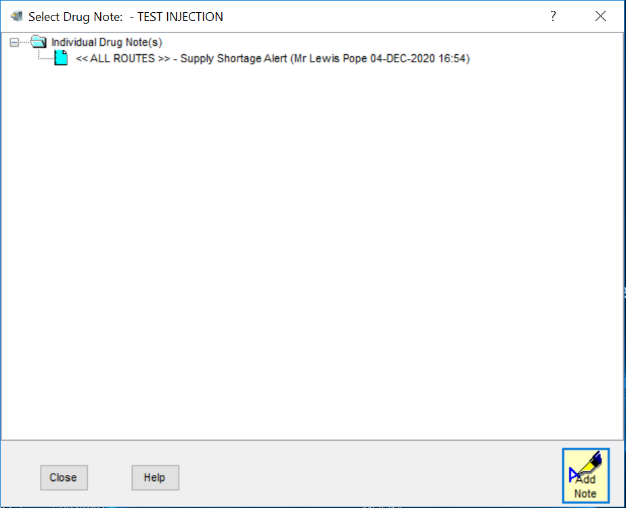 Select Drug Note:  - TEST INJECTION
Individual Drug Note(s)
<< ALL ROUTES >> - Supply Shortage Alert (Mr Lewis Pope 04-DEC-2020 16:54)
Close
Help
Add
Note